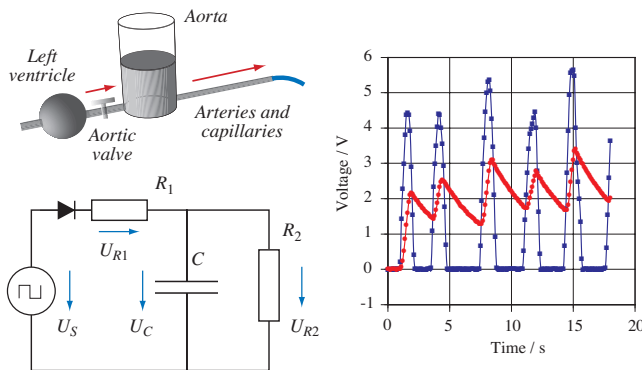 Aorta
Left
ventricle
Aortic
valve
Arteries and
capillaries
R1
UR1
C
R2
US
UC
UR2
6
5
4
3
2
1
0
-1
Voltage / V
0
5
10
15
20
Time / s